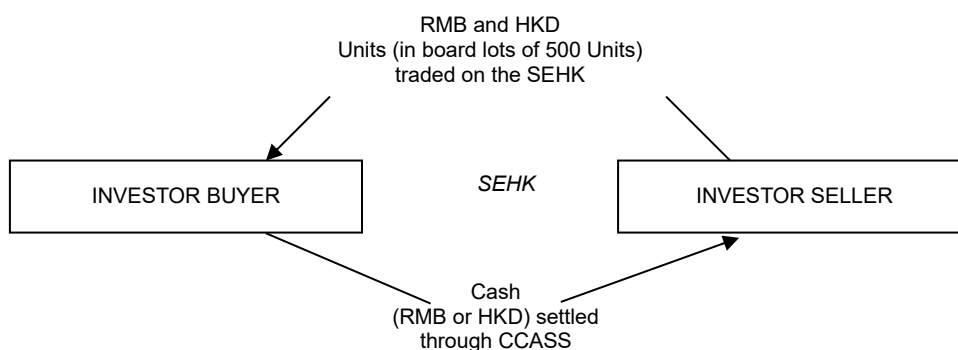 RMB and HKD
Units (in board lots of 500 Units)
traded on the SEHK
INVESTOR BUYER
SEHK
INVESTOR SELLER
Cash
(RMB or HKD) settled
through CCASS